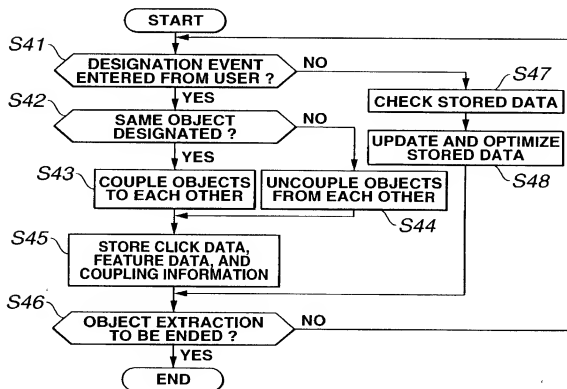 START
S41
DESIGNATION EVENT
ENTERED FROM USER ?
NO
S47
YES
CHECK STORED DATA
S42
SAME OBJECT
DESIGNATED ?
NO
UPDATE AND OPTIMIZE
STORED DATA
S48
YES
S43
COUPLE OBJECTS
TO EACH OTHER
UNCOUPLE OBJECTS
FROM EACH OTHER
S44
S45
STORE CLICK DATA,
FEATURE DATA, AND
COUPLING INFORMATION
S46
OBJECT EXTRACTION
TO BE ENDED ?
NO
YES
END